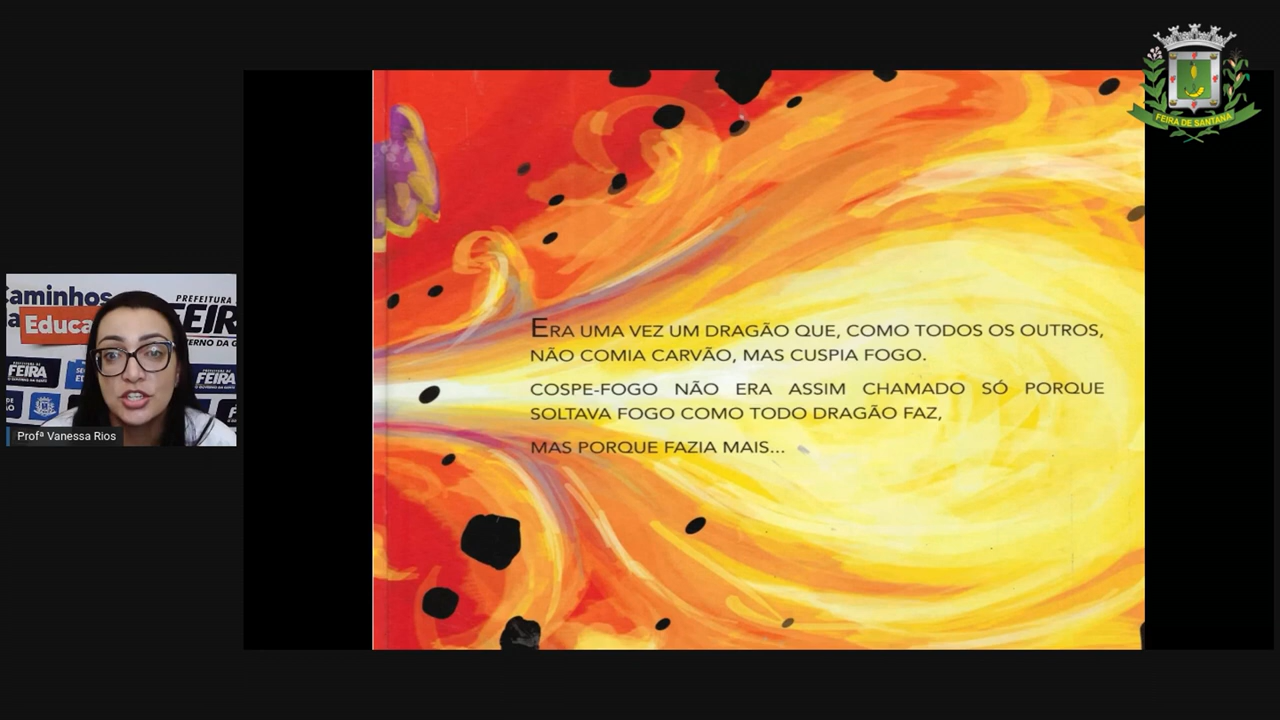 FEIRA DE SANTANA
Caminhos
PREFEITURA
Educa
FEIR
FEIRA
FEIRA
Profª Vanessa Rios
ERA UMA VEZ UM DRAGÃO QUE, COMO TODOS OS OUTROS,
NÃO COMIA CARVÃO, MAS CUSPIA FOGO.
COSPE-FOGO NÃO ERA ASSIM CHAMADO SÓ PORQUE
SOLTAVA FOGO COMO TODO DRAGÃO FAZ,
MAS PORQUE FAZIA MAIS...